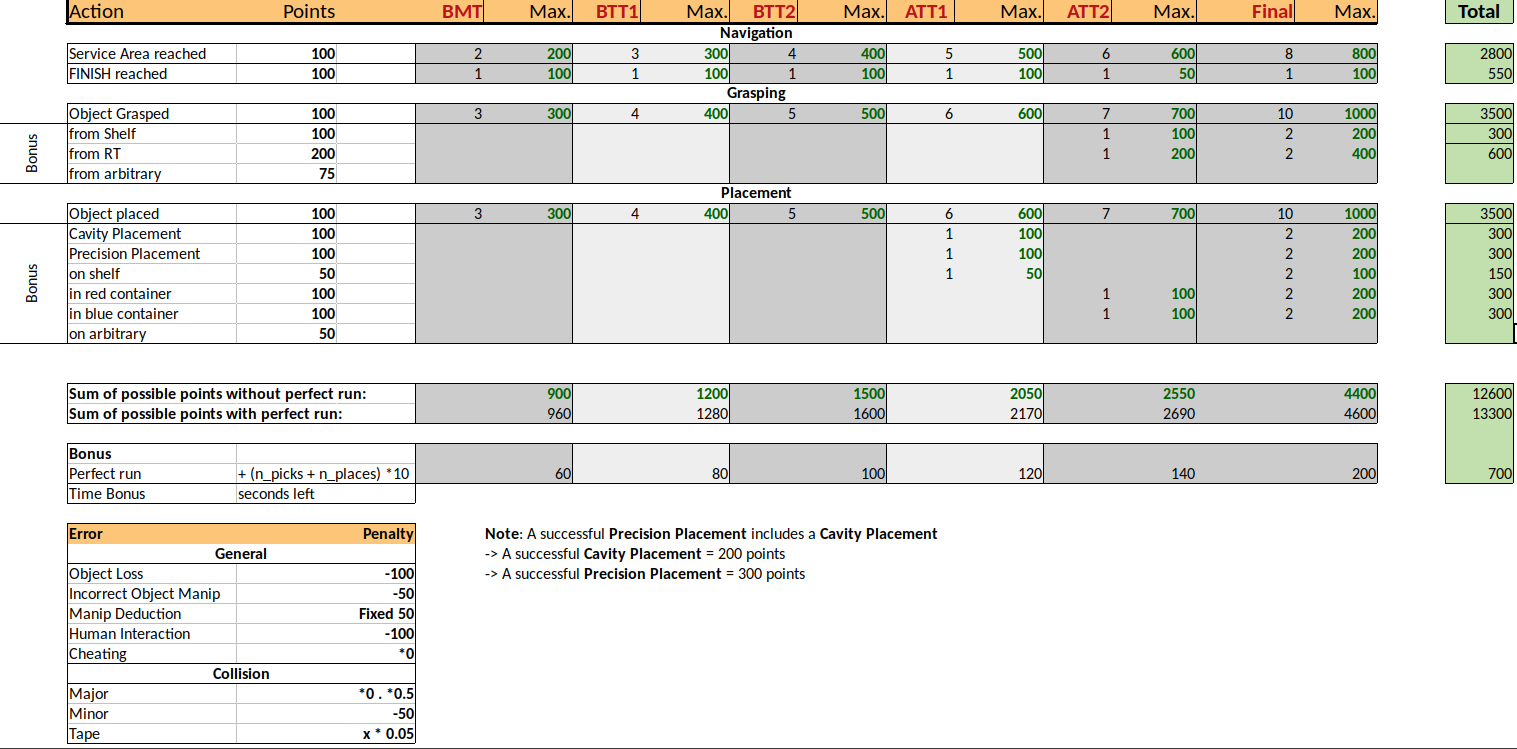 Action Points BMT Max. BTT1 Max. BTT2 Max. ATT1 Max. ATT2 Max. Final Max. Total
Navigation
Service Area reached 100 2 200 3 300 4 400 5 500 6 600 8 800 2800
FINISH reached 100 1 100 1 100 1 100 1 100 1 50 1 100 550
Grasping
Object Grasped 100 3 300 4 400 5 500 6 600 7 700 10 1000 3500
Bonus
from Shelf 100 1 100 2 200 300
from RT 200 1 200 2 400 600
from arbitrary 75
Placement
Object placed 100 3 300 4 400 5 500 6 600 7 700 10 1000 3500
Bonus
Cavity Placement 100 1 100 2 200 300
Precision Placement 100 1 100 2 200 300
on shelf 50 1 50 2 100 150
in red container 100 1 100 2 200 300
in blue container 100 1 100 2 200 300
on arbitrary 50
Sum of possible points without perfect run: 900 1200 1500 2050 2550 4400 12600
Sum of possible points with perfect run: 960 1280 1600 2170 2690 4600 13300
Bonus
Perfect run + (n_picks + n_places) *10 60 80 100 120 140 200 700
Time Bonus seconds left
Error Penalty
General
Object Loss -100
Incorrect Object Manip -50
Manip Deduction Fixed 50
Human Interaction -100
Cheating *0
Collision
Major *0 . *0.5
Minor -50
Tape x * 0.05
Note: A successful Precision Placement includes a Cavity Placement
-> A successful Cavity Placement = 200 points
-> A successful Precision Placement = 300 points